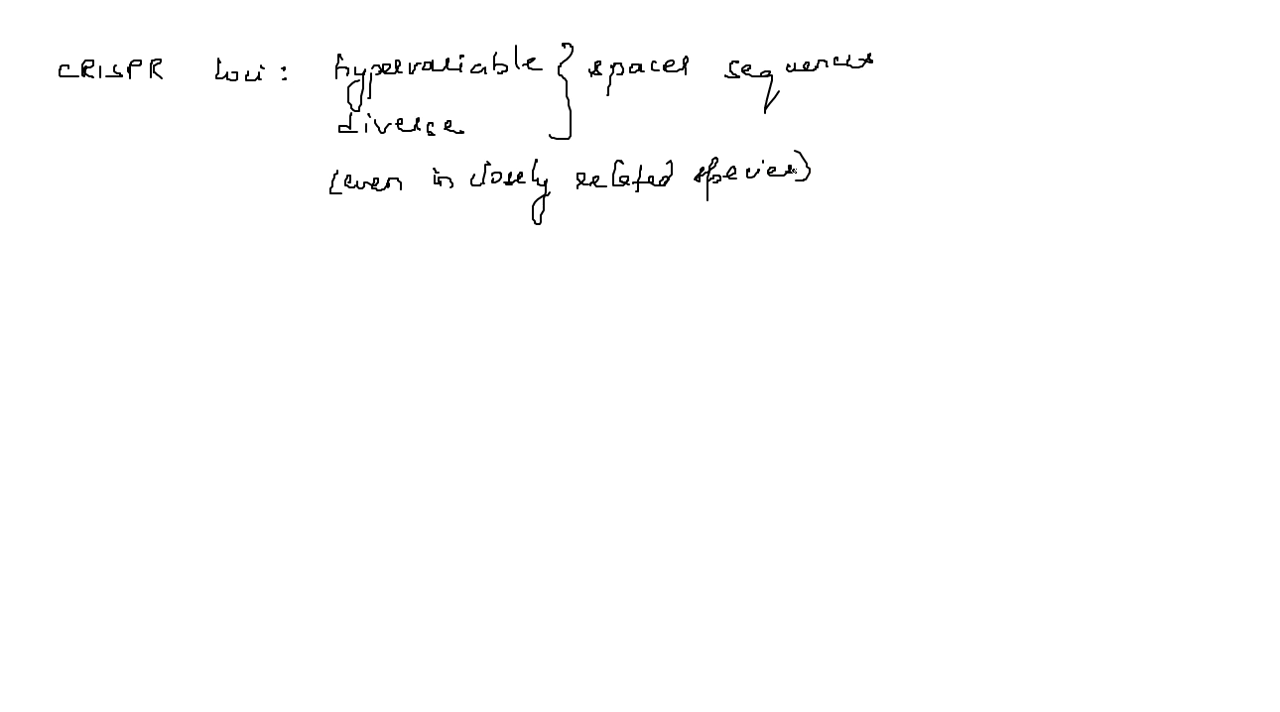 CRISPR loci: hypervariable } spacer sequences
diverse
(even in closely related species)